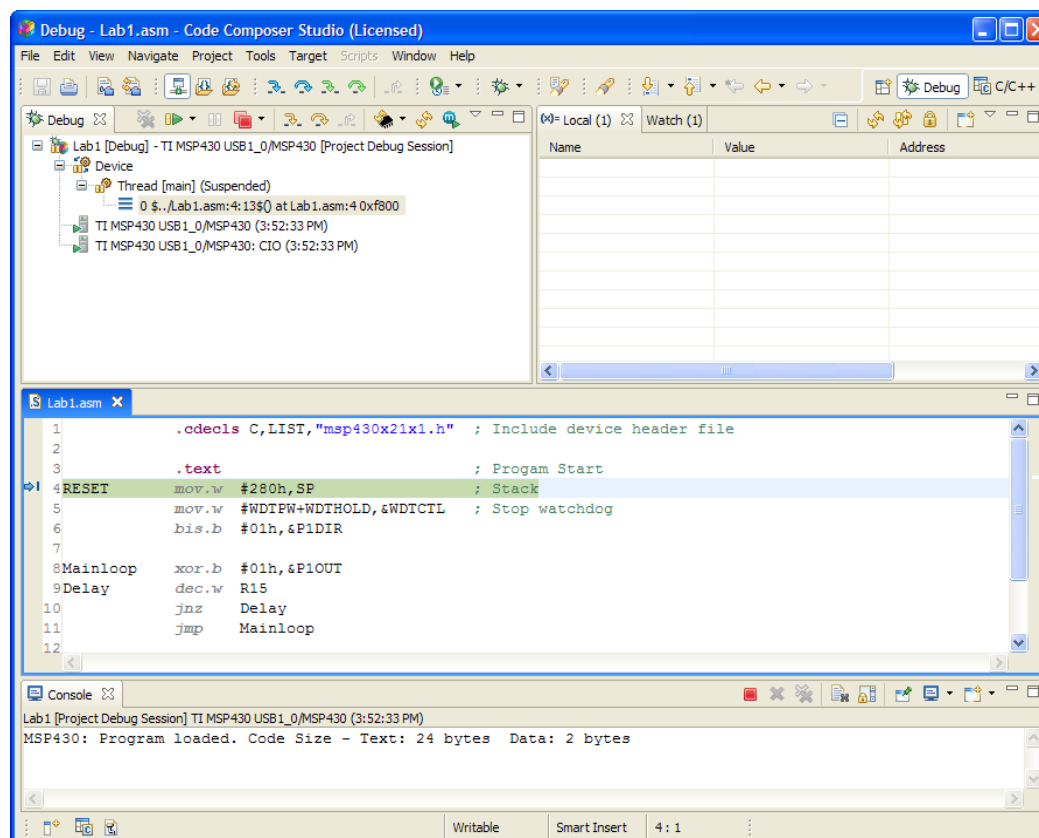 Debug - Lab1.asm - Code Composer Studio (Licensed)
File Edit View Navigate Project Tools Target Scripts Window Help
Debug C/C++
Debug
(x)= Local (1) Watch (1)
Lab1 [Debug] - TI MSP430 USB1_0/MSP430 [Project Debug Session]
Device
Thread [main] (Suspended)
0 $../Lab1.asm:4:13$() at Lab1.asm:4 0xf800
TI MSP430 USB1_0/MSP430 (3:52:33 PM)
TI MSP430 USB1_0/MSP430: CIO (3:52:33 PM)
Name Value Address
Lab1.asm
1 .cdecls C,LIST,"msp430x21x1.h" ; Include device header file
2
3 .text ; Progam Start
4 RESET mov.w #280h,SP ; Stack
5 mov.w #WDTPW+WDTHOLD,&WDTCTL ; Stop watchdog
6 bis.b #01h,&P1DIR
7
8 Mainloop xor.b #01h,&P1OUT
9 Delay dec.w R15
10 jnz Delay
11 jmp Mainloop
12
Console
Lab1 [Project Debug Session] TI MSP430 USB1_0/MSP430 (3:52:33 PM)
MSP430: Program loaded. Code Size - Text: 24 bytes Data: 2 bytes
Writable Smart Insert 4 : 1